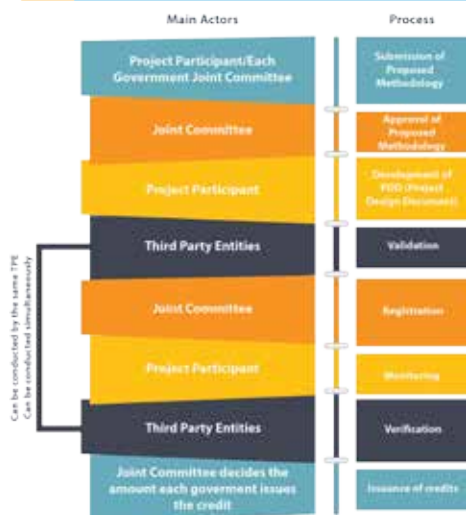 Main Actors
Process
Project Participant/Each
Government Joint Committee
Submission of
Proposed
Methodology
Joint Committee
Approval of
Proposed
Methodology
Project Participant
Development of
PDD (Project
Design Document)
Third Party Entities
Validation
Can be conducted by the same TPE
Can be conducted simultaneously
Joint Committee
Registration
Project Participant
Monitoring
Third Party Entities
Verification
Joint Committee decides the
amount each goverment issues
the credit
Issuance of credits